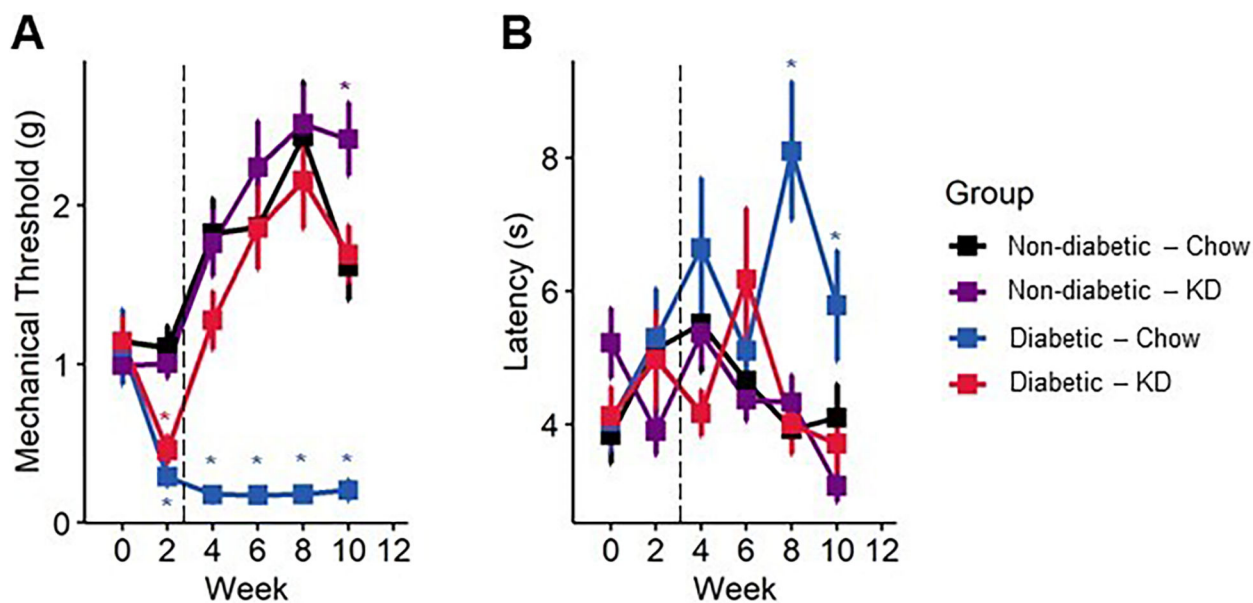 A
Mechanical Threshold (g)
2
1
0
*
*
*
*
*
*
*
0 2 4 6 8 10 12
Week
B
Latency (s)
8
6
4
*
*
0 2 4 6 8 10 12
Week
Group
Non-diabetic – Chow
Non-diabetic – KD
Diabetic – Chow
Diabetic – KD